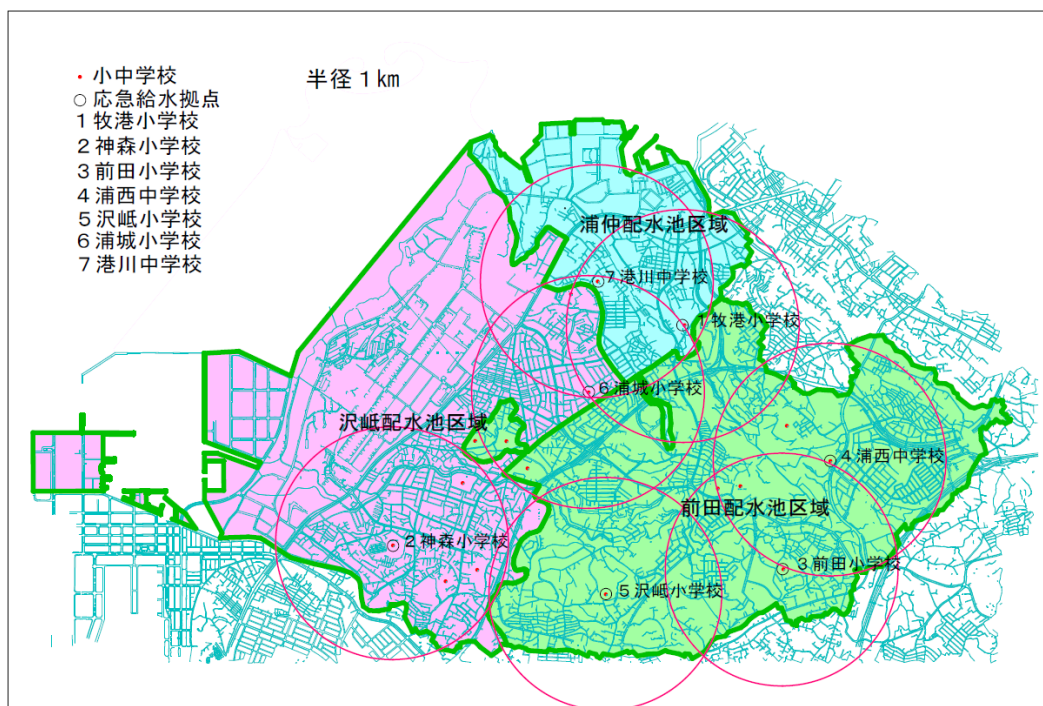 ・小中学校
○応急給水拠点
１牧港小学校
２神森小学校
３前田小学校
４浦西中学校
５沢岻小学校
６浦城小学校
７港川中学校
半径１km
浦仲配水池区域
７港川中学校
１牧港小学校
６浦城小学校
沢岻配水池区域
４浦西中学校
前田配水池区域
２神森小学校
３前田小学校
５沢岻小学校